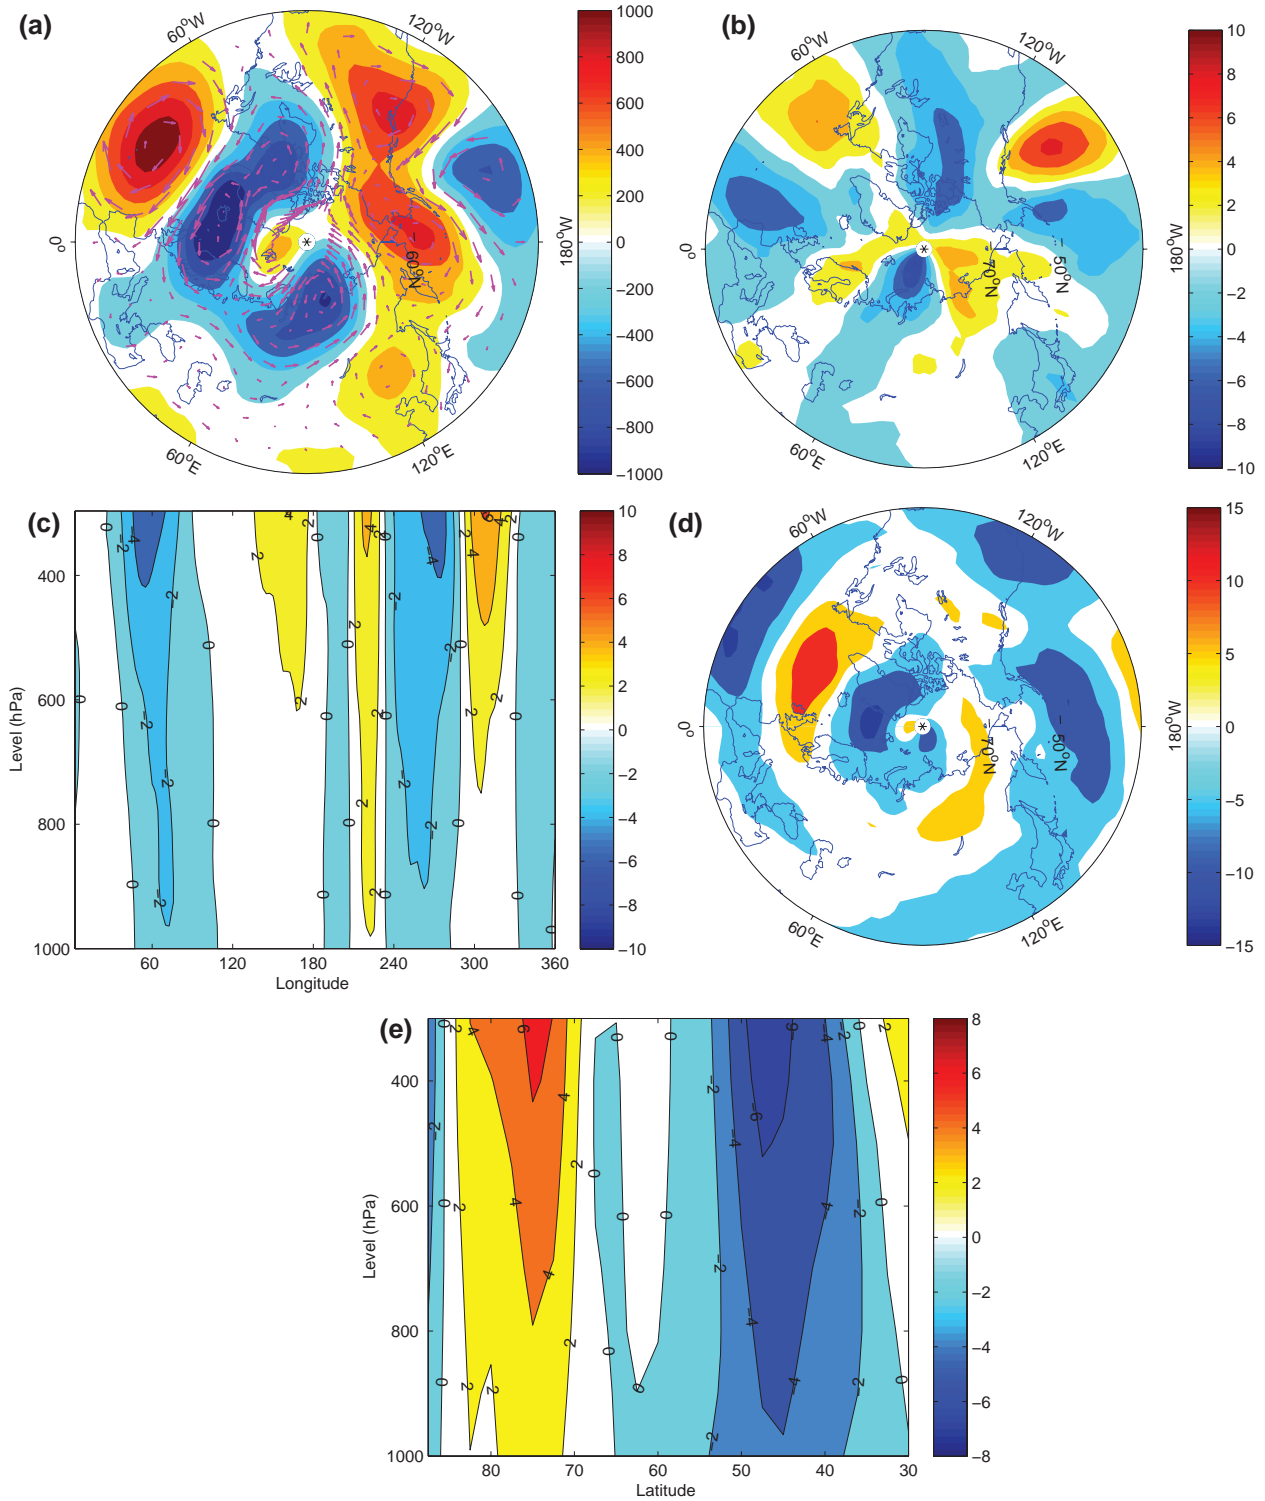 (a)
60°W
120°W
0°
180°W
60°N
60°E
120°E
1000
800
600
400
200
0
−200
−400
−600
−800
−1000
(b)
60°W
120°W
0°
180°W
70°N
50°N
60°E
120°E
10
8
6
4
2
0
−2
−4
−6
−8
−10
(c)
Level (hPa)
400
600
800
1000
60 120 180 240 300 360
Longitude
10
8
6
4
2
0
−2
−4
−6
−8
−10
(d)
60°W
120°W
0°
180°W
70°N
50°N
60°E
120°E
15
10
5
0
−5
−10
−15
(e)
Level (hPa)
400
600
800
1000
80 70 60 50 40 30
Latitude
8
6
4
2
0
−2
−4
−6
−8